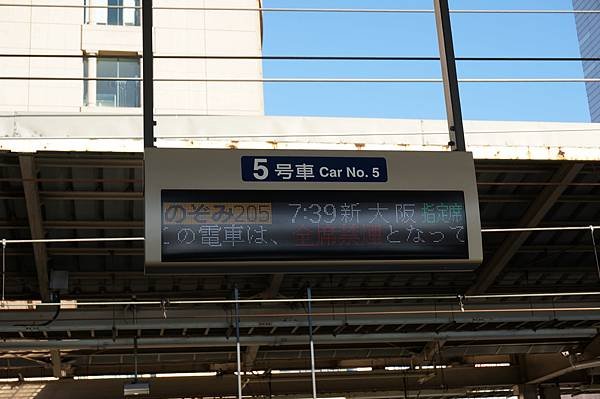 5号車 Car No. 5
のぞみ205 7:39 新大阪 指定席
この電車は、全席禁煙となって